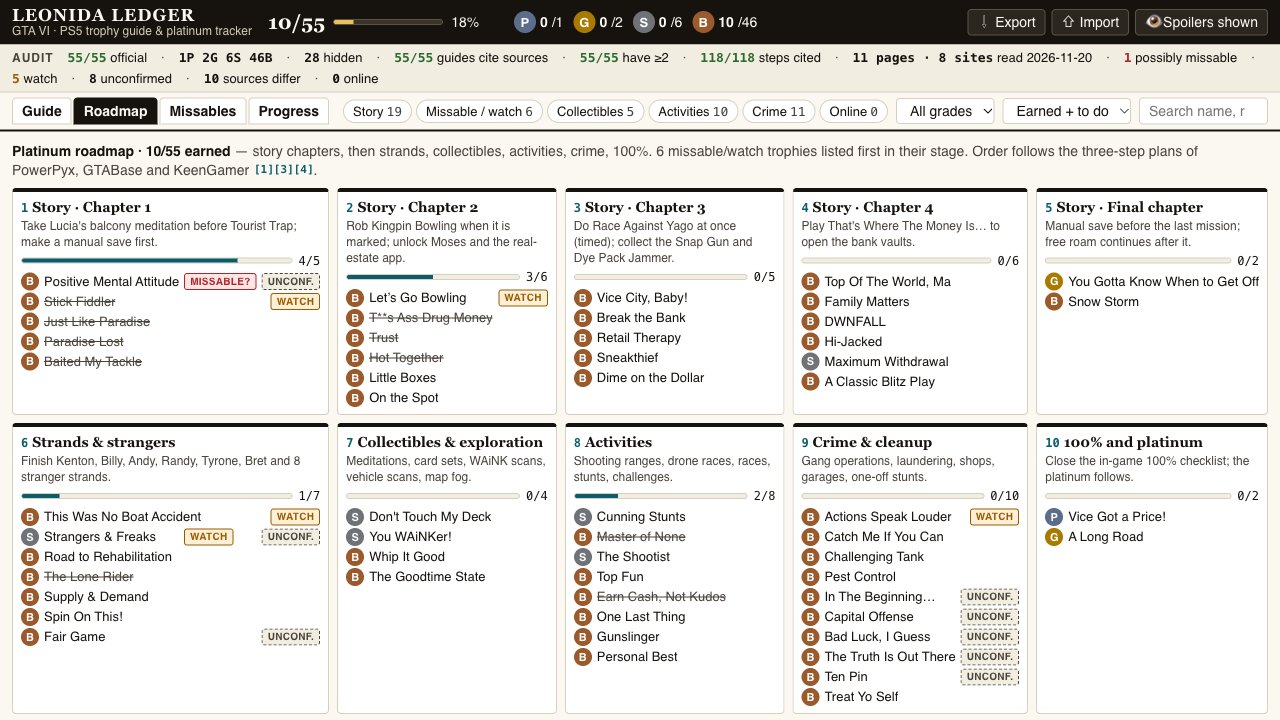 LEONIDA LEDGER
GTA VI · PS5 trophy guide & platinum tracker
10/55
18%
P 0 /1 G 0 /2 S 0 /6 B 10 /46
Export
Import
Spoilers shown
AUDIT 55/55 official · 1P 2G 6S 46B · 28 hidden · 55/55 guides cite sources · 55/55 have ≥2 · 118/118 steps cited · 11 pages · 8 sites read 2026-11-20 · 1 possibly missable ·
5 watch · 8 unconfirmed · 10 sources differ · 0 online
Guide Roadmap Missables Progress
Story 19 Missable / watch 6 Collectibles 5 Activities 10 Crime 11 Online 0
All grades Earned + to do Search name, r
Platinum roadmap · 10/55 earned — story chapters, then strands, collectibles, activities, crime, 100%. 6 missable/watch trophies listed first in their stage. Order follows the three-step plans of
PowerPyx, GTABase and KeenGamer [1][3][4].
1 Story · Chapter 1
Take Lucia's balcony meditation before Tourist Trap;
make a manual save first.
4/5
B Positive Mental Attitude MISSABLE? UNCONF.
B Stick Fiddler WATCH
B Just Like Paradise
B Paradise Lost
B Baited My Tackle
2 Story · Chapter 2
Rob Kingpin Bowling when it is
marked; unlock Moses and the real-
estate app.
3/6
B Let's Go Bowling WATCH
B T**s Ass Drug Money
B Trust
B Hot Together
B Little Boxes
B On the Spot
3 Story · Chapter 3
Do Race Against Yago at once
(timed); collect the Snap Gun and
Dye Pack Jammer.
0/5
B Vice City, Baby!
B Break the Bank
B Retail Therapy
B Sneakthief
B Dime on the Dollar
4 Story · Chapter 4
Play That's Where The Money Is… to
open the bank vaults.
0/6
B Top Of The World, Ma
B Family Matters
B DWNFALL
B Hi-Jacked
S Maximum Withdrawal
B A Classic Blitz Play
5 Story · Final chapter
Manual save before the last mission;
free roam continues after it.
0/2
G You Gotta Know When to Get Off
B Snow Storm
6 Strands & strangers
Finish Kenton, Billy, Andy, Randy, Tyrone, Bret and 8
stranger strands.
1/7
B This Was No Boat Accident WATCH
S Strangers & Freaks WATCH UNCONF.
B Road to Rehabilitation
B The Lone Rider
B Supply & Demand
B Spin On This!
B Fair Game UNCONF.
7 Collectibles & exploration
Meditations, card sets, WAiNK scans,
vehicle scans, map fog.
0/4
S Don't Touch My Deck
S You WAiNKer!
B Whip It Good
B The Goodtime State
8 Activities
Shooting ranges, drone races, races,
stunts, challenges.
2/8
S Cunning Stunts
B Master of None
S The Shootist
B Top Fun
B Earn Cash, Not Kudos
B One Last Thing
B Gunslinger
B Personal Best
9 Crime & cleanup
Gang operations, laundering, shops,
garages, one-off stunts.
0/10
B Actions Speak Louder WATCH
B Catch Me If You Can
B Challenging Tank
B Pest Control
B In The Beginning… UNCONF.
B Capital Offense UNCONF.
B Bad Luck, I Guess UNCONF.
B The Truth Is Out There UNCONF.
B Ten Pin UNCONF.
B Treat Yo Self
10 100% and platinum
Close the in-game 100% checklist; the
platinum follows.
0/2
P Vice Got a Price!
G A Long Road